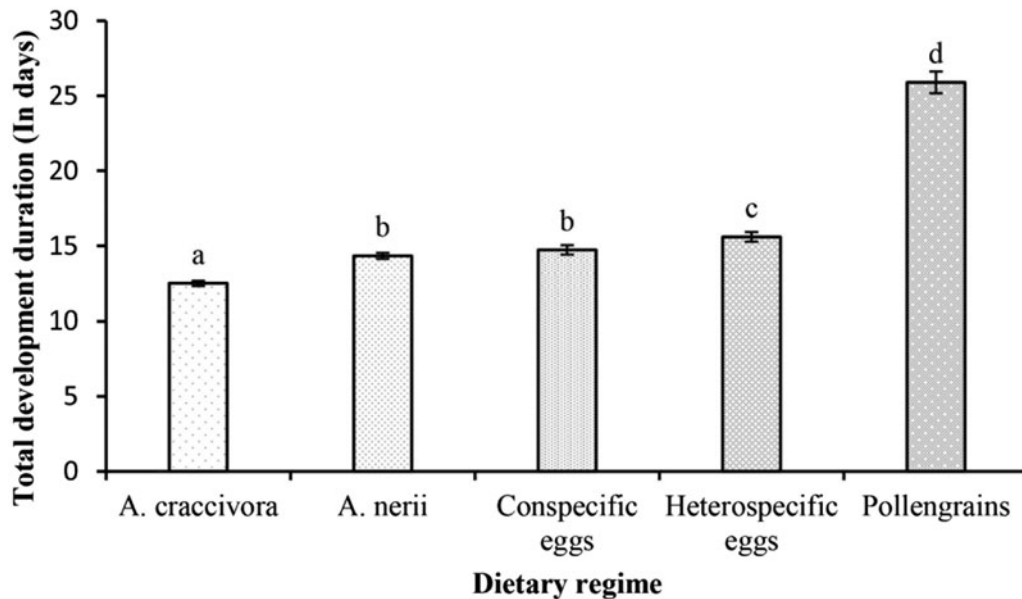 Total development duration (In days)
30
25
20
15
10
5
0
a
b
b
c
d
A. craccivora
A. nerii
Conspecific
eggs
Heterospecific
eggs
Pollengrains
Dietary regime